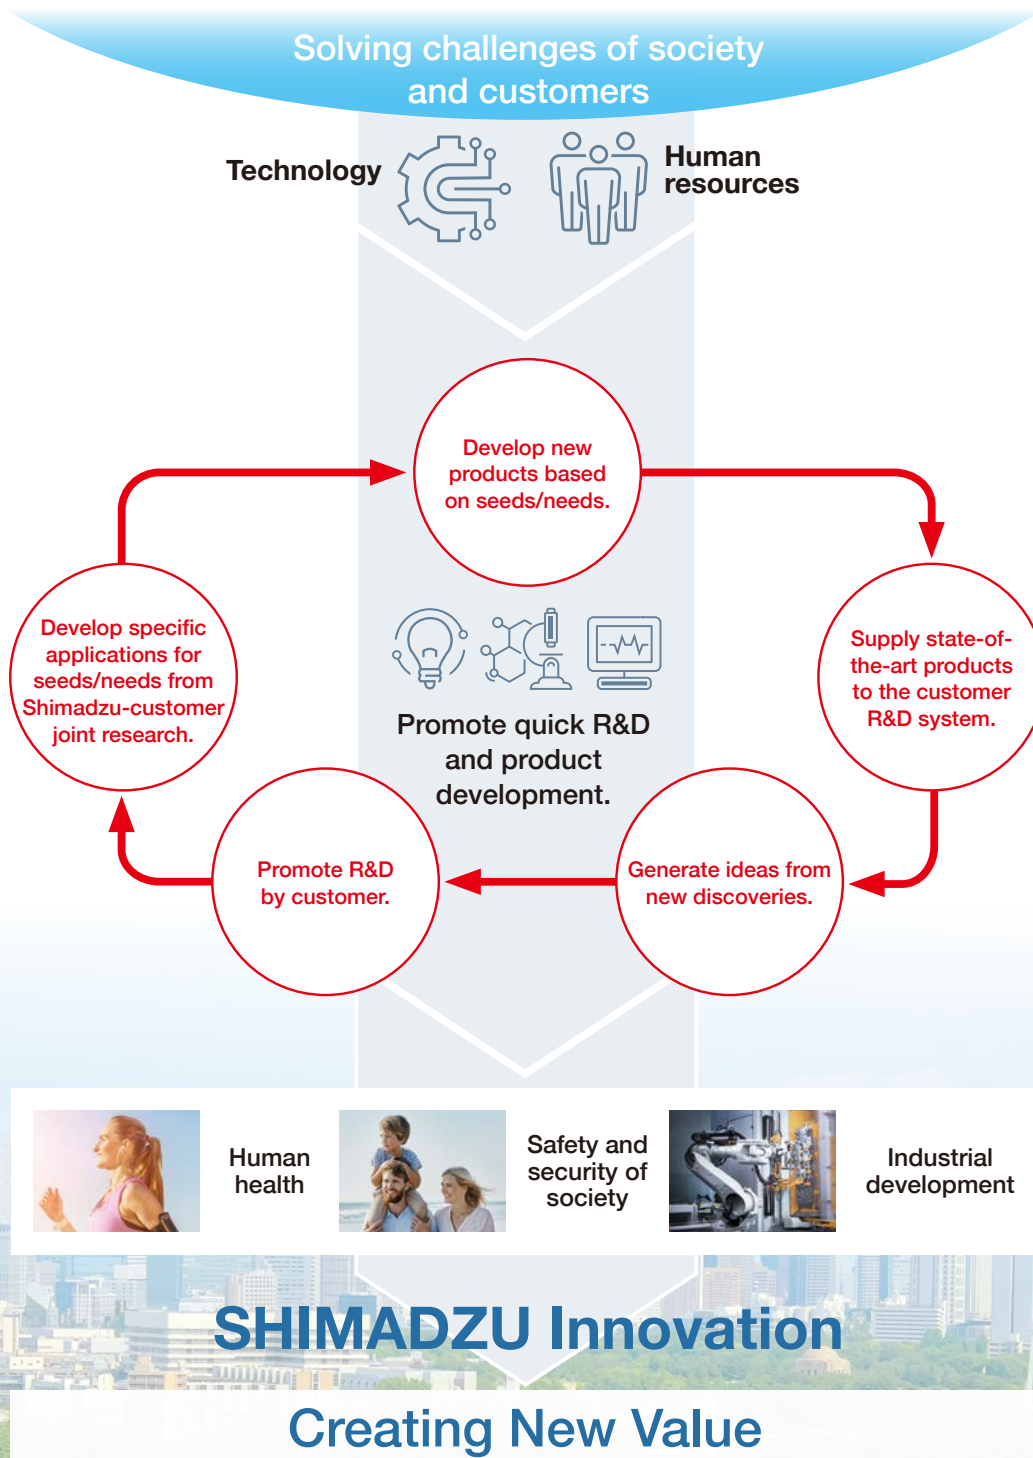 Solving challenges of society
and customers
Technology
Human
resources
Develop new
products based
on seeds/needs.
Supply state-of-
the-art products
to the customer
R&D system.
Generate ideas from
new discoveries.
Promote R&D
by customer.
Develop specific
applications for
seeds/needs from
Shimadzu-customer
joint research.
Promote quick R&D
and product
development.
Human
health
Safety and
security of
society
Industrial
development
SHIMADZU Innovation
Creating New Value